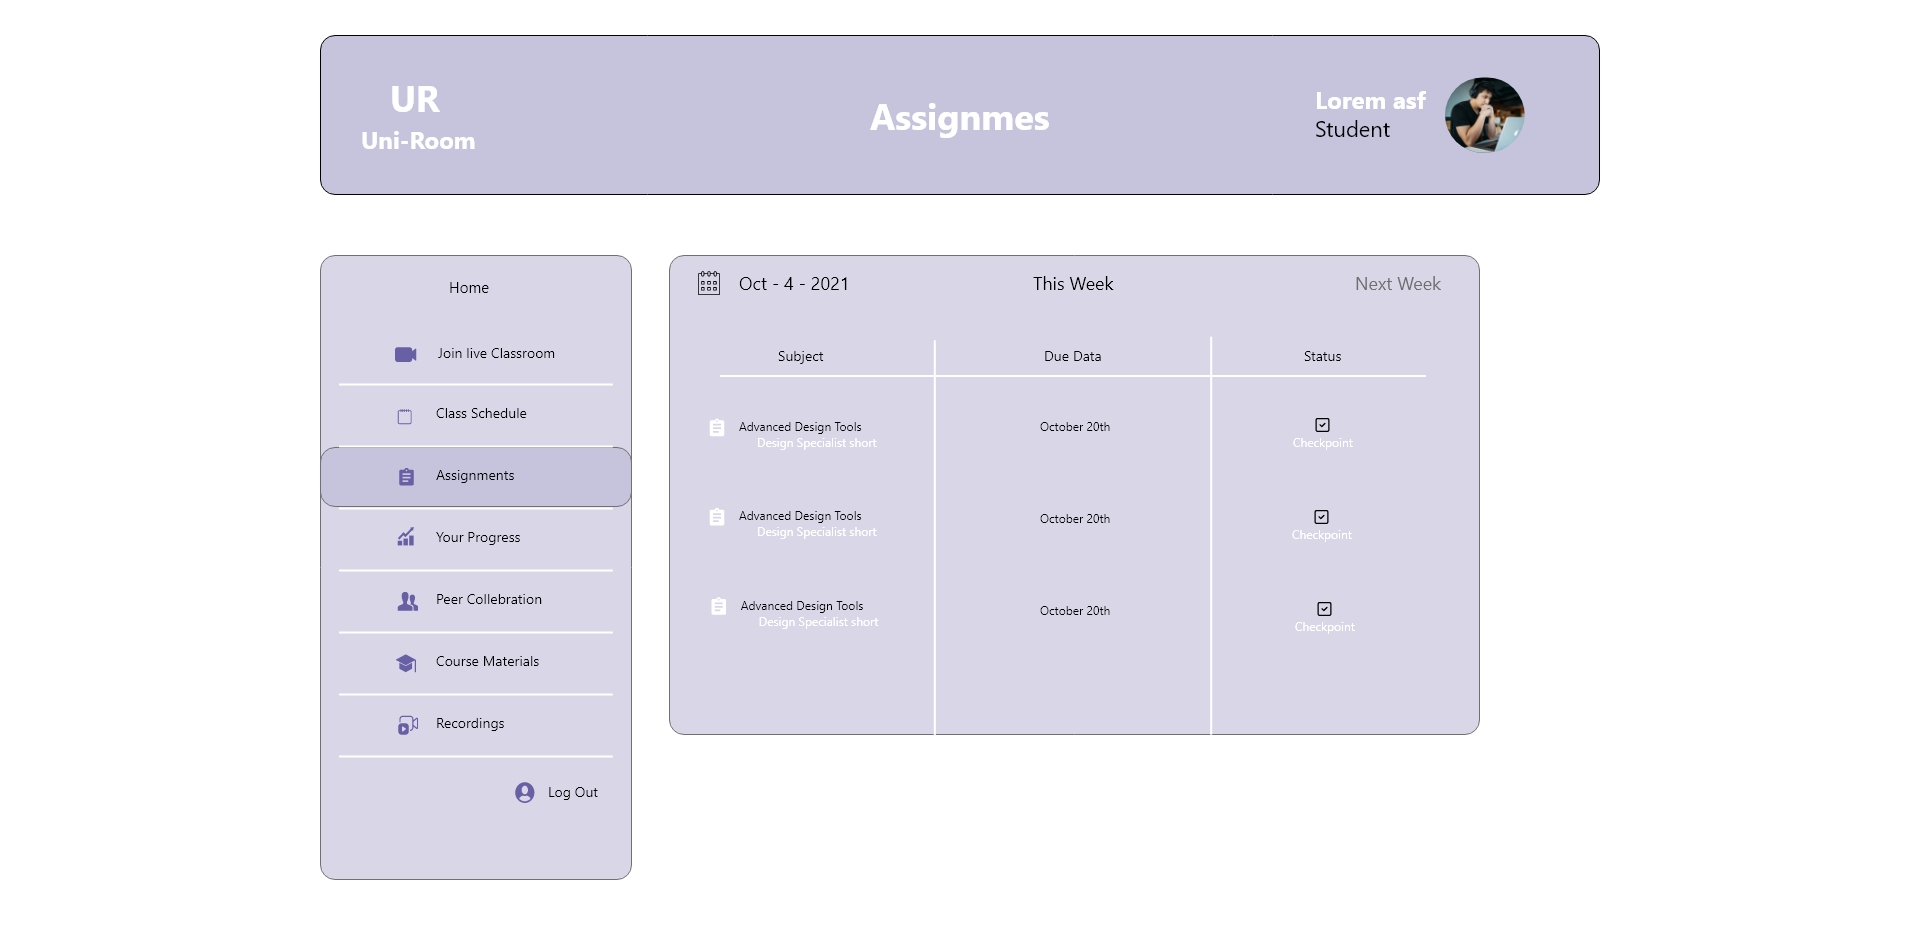 UR
Uni-Room
Assignmes
Lorem asf
Student
Home
Join live Classroom
Class Schedule
Assignments
Your Progress
Peer Collebration
Course Materials
Recordings
Log Out
Oct - 4 - 2021
This Week
Next Week
Subject
Due Data
Status
Advanced Design Tools
Design Specialist short
October 20th
Checkpoint
Advanced Design Tools
Design Specialist short
October 20th
Checkpoint
Advanced Design Tools
Design Specialist short
October 20th
Checkpoint